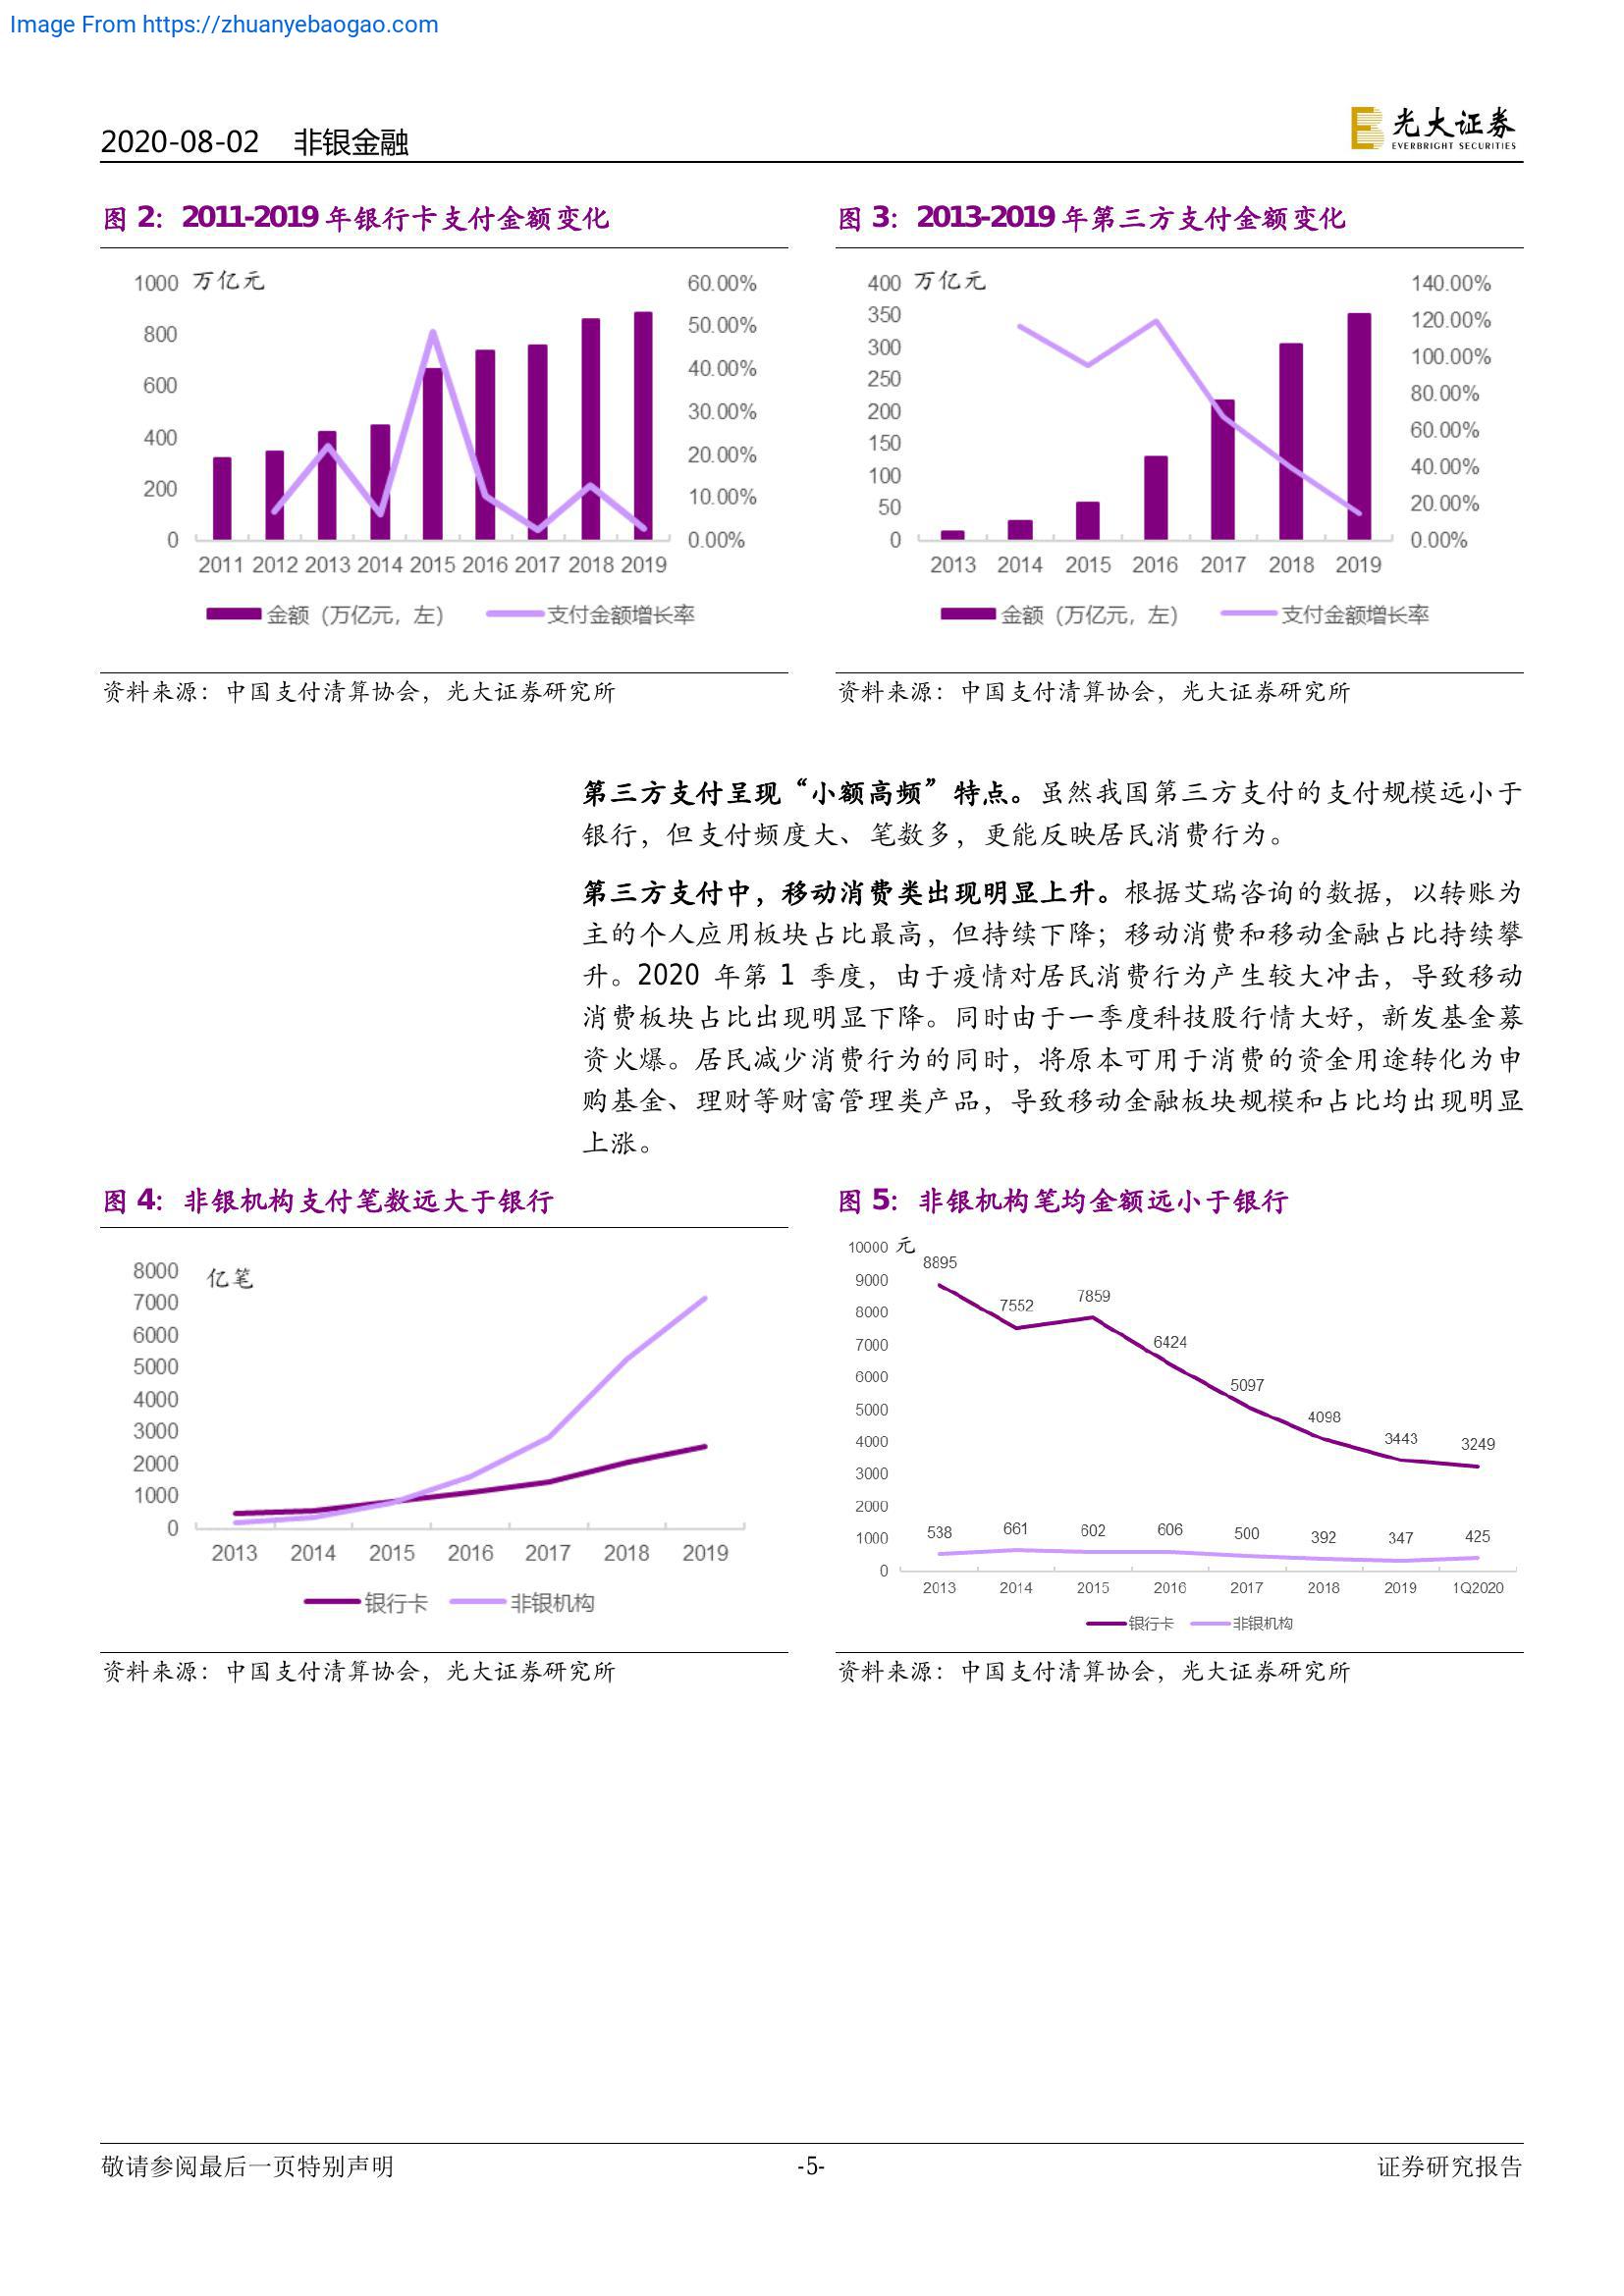 Image From https://zhuanyebaogao.com
2020-08-02 非银金融
光大证券
EVERBRIGHT SECURITIES
图 2：2011-2019 年银行卡支付金额变化
1000 万亿元 60.00%
50.00%
800
40.00%
600
30.00%
400
20.00%
200
10.00%
0 0.00%
2011 2012 2013 2014 2015 2016 2017 2018 2019
金额（万亿元，左） 支付金额增长率
资料来源：中国支付清算协会，光大证券研究所
图 3：2013-2019 年第三方支付金额变化
400 万亿元 140.00%
350 120.00%
300 100.00%
250
80.00%
200
60.00%
150
40.00%
100
20.00%
50
0 0.00%
2013 2014 2015 2016 2017 2018 2019
金额（万亿元，左） 支付金额增长率
资料来源：中国支付清算协会，光大证券研究所
第三方支付呈现“小额高频”特点。虽然我国第三方支付的支付规模远小于
银行，但支付频度大、笔数多，更能反映居民消费行为。
第三方支付中，移动消费类出现明显上升。根据艾瑞咨询的数据，以转账为
主的个人应用板块占比最高，但持续下降；移动消费和移动金融占比持续攀
升。2020 年第 1 季度，由于疫情对居民消费行为产生较大冲击，导致移动
消费板块占比出现明显下降。同时由于一季度科技股行情大好，新发基金募
资火爆。居民减少消费行为的同时，将原本可用于消费的资金用途转化为申
购基金、理财等财富管理类产品，导致移动金融板块规模和占比均出现明显
上涨。
图 4：非银机构支付笔数远大于银行
8000 亿笔
7000
6000
5000
4000
3000
2000
1000
0
2013 2014 2015 2016 2017 2018 2019
银行卡 非银机构
资料来源：中国支付清算协会，光大证券研究所
图 5：非银机构笔均金额远小于银行
10000 元
9000
8000
7000
6000
5000
4000
3000
2000
1000
0
8895 7552 7859 6424 5097 4098 3443 3249
538 661 602 606 500 392 347 425
2013 2014 2015 2016 2017 2018 2019 1Q2020
银行卡 非银机构
资料来源：中国支付清算协会，光大证券研究所
敬请参阅最后一页特别声明 -5- 证券研究报告